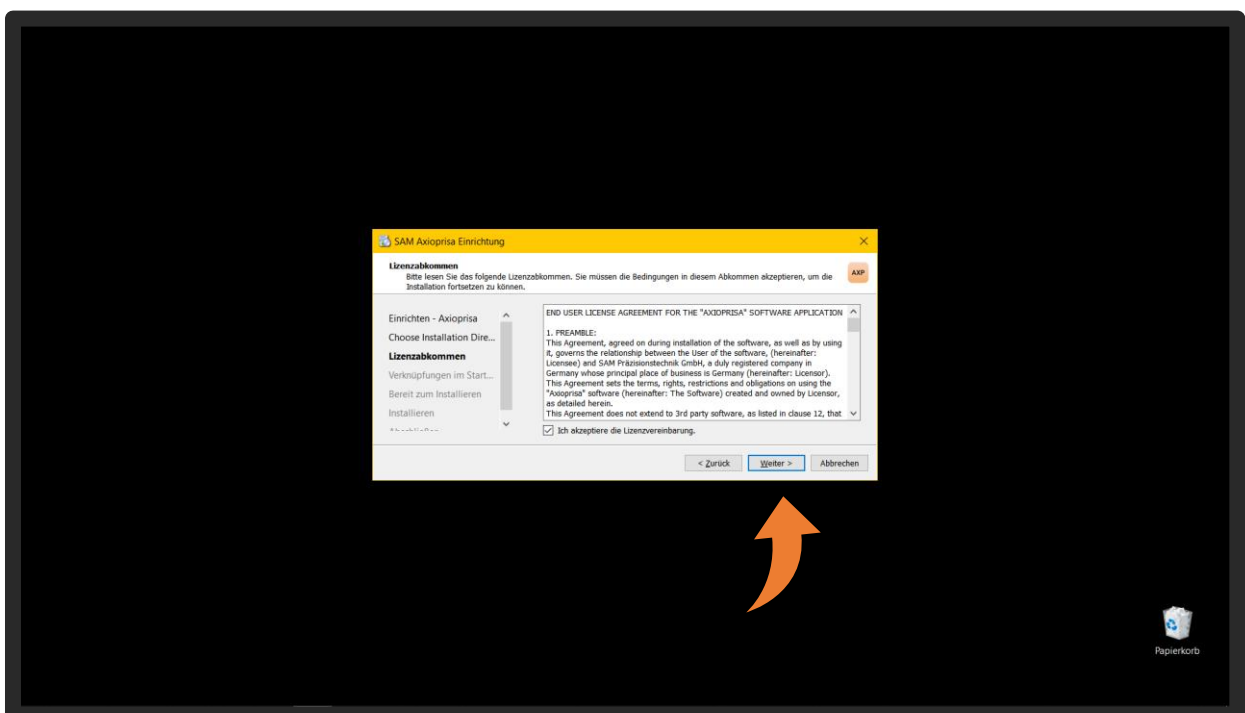 SAM Axioprisa Einrichtung
Lizenzabkommen
Bitte lesen Sie das folgende Lizenzabkommen. Sie müssen die Bedingungen in diesem Abkommen akzeptieren, um die
Installation fortsetzen zu können.
AXP
Einrichten - Axioprisa
Choose Installation Dire...
Lizenzabkommen
Verknüpfungen im Start...
Bereit zum Installieren
Installieren
END USER LICENSE AGREEMENT FOR THE "AXIOPRISA" SOFTWARE APPLICATION
1. PREAMBLE:
This Agreement, agreed on during installation of the software, as well as by using
it, governs the relationship between the User of the software, (hereinafter:
Licensee) and SAM Präzisionstechnik GmbH, a duly registered company in
Germany whose principal place of business is Germany (hereinafter: Licensor).
This Agreement sets the terms, rights, restrictions and obligations on using the
"Axioprisa" software (hereinafter: The Software) created and owned by Licensor,
as detailed herein.
This Agreement does not extend to 3rd party software, as listed in clause 12, that
Ich akzeptiere die Lizenzvereinbarung.
< Zurück
Weiter >
Abbrechen
Papierkorb